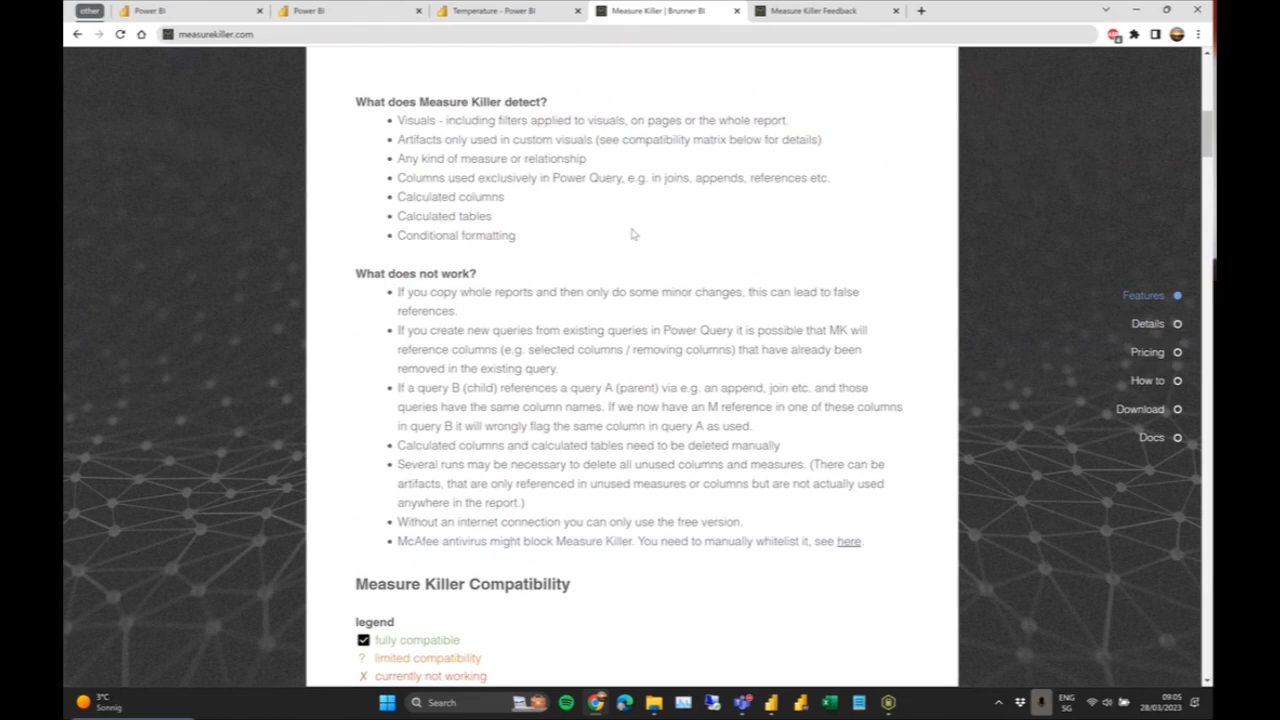 other
Power BI
Power BI
Temperature - Power BI
Measure Killer | Brunner BI
Measure Killer Feedback
measurekiller.com
What does Measure Killer detect?
Visuals - including filters applied to visuals, on pages or the whole report.
Artifacts only used in custom visuals (see compatibility matrix below for details)
Any kind of measure or relationship
Columns used exclusively in Power Query, e.g. in joins, appends, references etc.
Calculated columns
Calculated tables
Conditional formatting
What does not work?
If you copy whole reports and then only do some minor changes, this can lead to false
references.
If you create new queries from existing queries in Power Query it is possible that MK will
reference columns (e.g. selected columns / removing columns) that have already been
removed in the existing query.
If a query B (child) references a query A (parent) via e.g. an append, join etc. and those
queries have the same column names. If we now have an M reference in one of these columns
in query B it will wrongly flag the same column in query A as used.
Calculated columns and calculated tables need to be deleted manually
Several runs may be necessary to delete all unused columns and measures. (There can be
artifacts, that are only referenced in unused measures or columns but are not actually used
anywhere in the report.)
Without an internet connection you can only use the free version.
McAfee antivirus might block Measure Killer. You need to manually whitelist it, see here.
Measure Killer Compatibility
legend
fully compatible
? limited compatibility
X currently not working
Features
Details
Pricing
How to
Download
Docs
3°C
Sonnig
Search
ENG
SG
09:05
28/03/2023